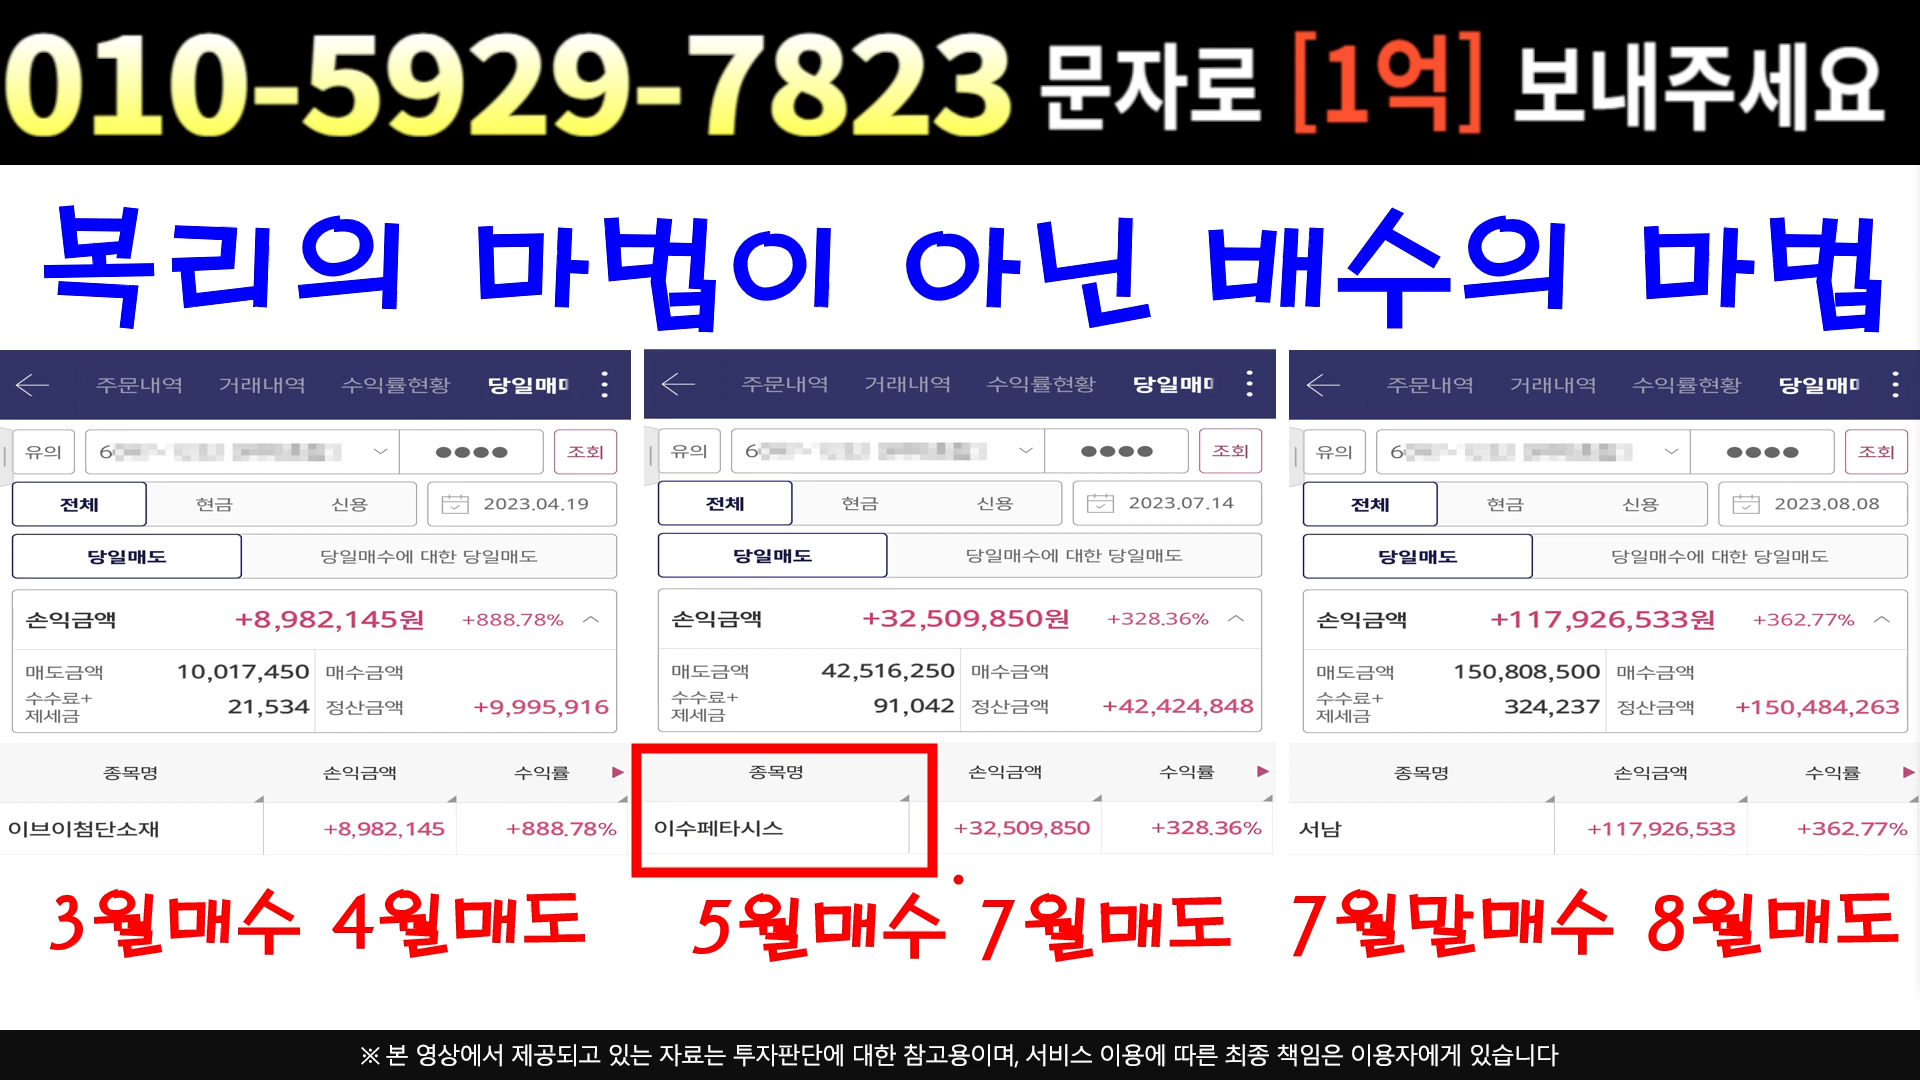 010-5929-7823 문자로 [1억] 보내주세요
복리의 마법이 아닌 배수의 마법
주문내역 거래내역 수익률현황 당일매매
유의 6 ●●●● 조회
전체 현금 신용 2023.04.19
당일매도 당일매수에 대한 당일매도
손익금액 +8,982,145원 +888.78%
매도금액 10,017,450 매수금액
수수료+
제세금 21,534 정산금액 +9,995,916
종목명 손익금액 수익률
이브이첨단소재 +8,982,145 +888.78%
3월매수 4월매도
주문내역 거래내역 수익률현황 당일매매
유의 6 ●●●● 조회
전체 현금 신용 2023.07.14
당일매도 당일매수에 대한 당일매도
손익금액 +32,509,850원 +328.36%
매도금액 42,516,250 매수금액
수수료+
제세금 91,042 정산금액 +42,424,848
종목명 손익금액 수익률
이수페타시스 +32,509,850 +328.36%
5월매수 7월매도
주문내역 거래내역 수익률현황 당일매매
유의 6 ●●●● 조회
전체 현금 신용 2023.08.08
당일매도 당일매수에 대한 당일매도
손익금액 +117,926,533원 +362.77%
매도금액 150,808,500 매수금액
수수료+
제세금 324,237 정산금액 +150,484,263
종목명 손익금액 수익률
서남 +117,926,533 +362.77%
7월말매수 8월매도
※ 본 영상에서 제공되고 있는 자료는 투자판단에 대한 참고용이며, 서비스 이용에 따른 최종 책임은 이용자에게 있습니다